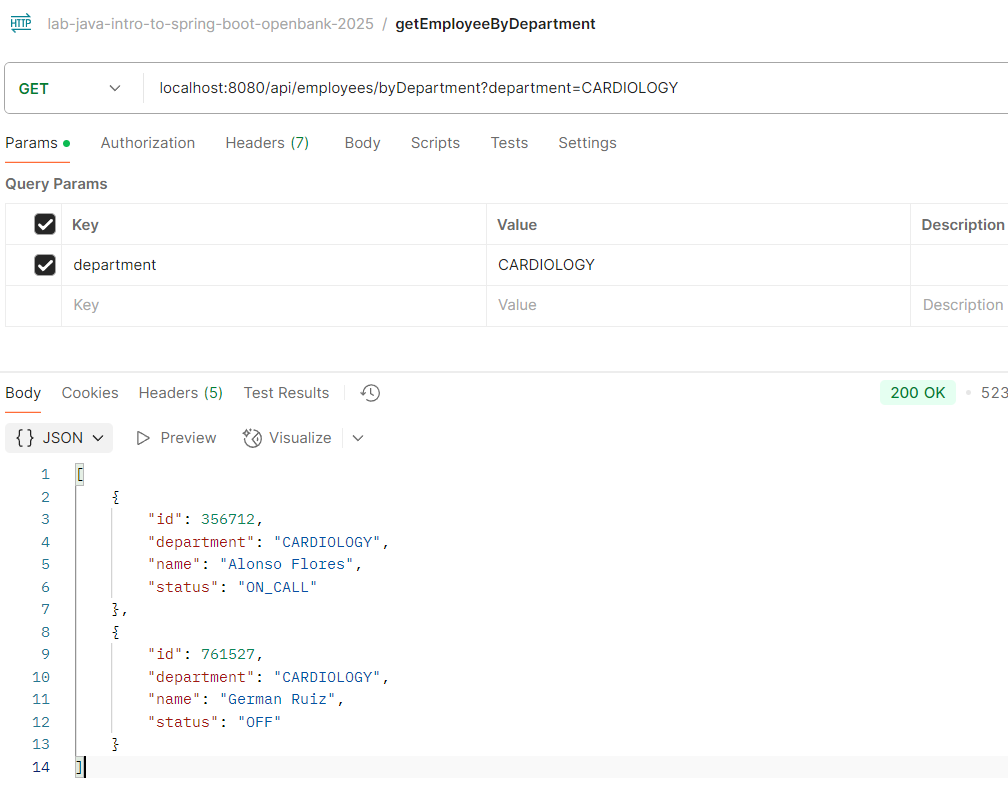 HTTP lab-java-intro-to-spring-boot-openbank-2025 / getEmployeeByDepartment
GET localhost:8080/api/employees/byDepartment?department=CARDIOLOGY
Params Authorization Headers (7) Body Scripts Tests Settings
Query Params
Key Value Description
department CARDIOLOGY
Key Value Description
Body Cookies Headers (5) Test Results 200 OK • 523
{} JSON Preview Visualize
1 [
2 {
3 "id": 356712,
4 "department": "CARDIOLOGY",
5 "name": "Alonso Flores",
6 "status": "ON_CALL"
7 },
8 {
9 "id": 761527,
10 "department": "CARDIOLOGY",
11 "name": "German Ruiz",
12 "status": "OFF"
13 }
14 ]